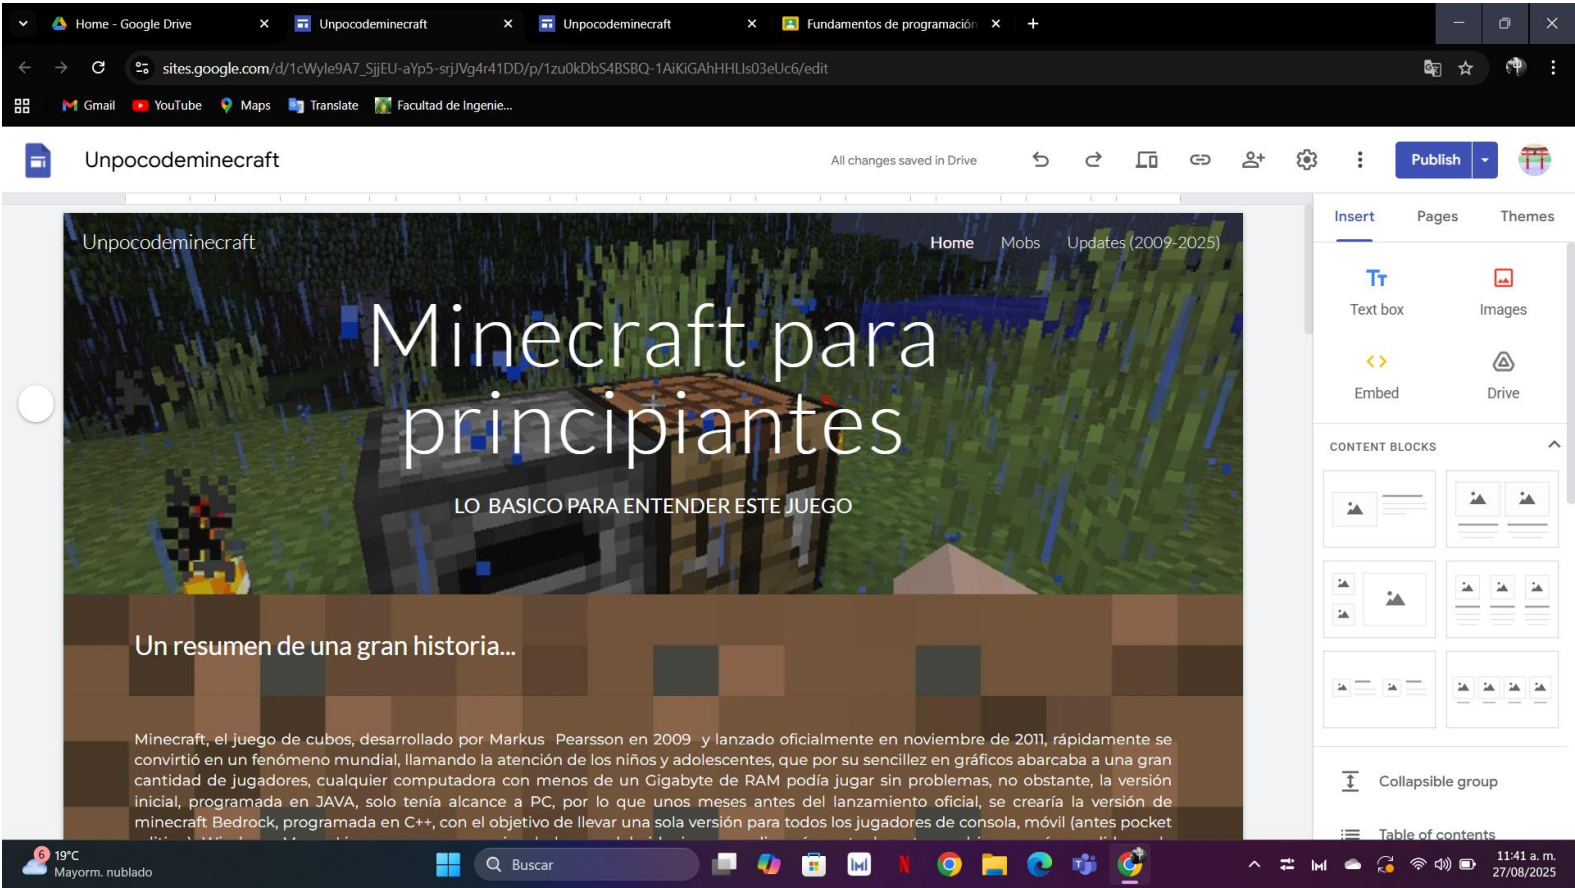 Home - Google Drive
Unpocodeminecraft
Unpocodeminecraft
Fundamentos de programación
sites.google.com/d/1cWyIe9A7_SjjEU-aYp5-srjJVg4r41DD/p/1zu0kDbS4BSBQ-1AiKiGAhHHLIs03eUc6/edit
Gmail
YouTube
Maps
Translate
Facultad de Ingenie...
Unpocodeminecraft
All changes saved in Drive
Publish
Insert
Pages
Themes
Unpocodeminecraft
Home
Mobs
Updates (2009-2025)
Minecraft para
principiantes
LO BASICO PARA ENTENDER ESTE JUEGO
Un resumen de una gran historia...
Minecraft, el juego de cubos, desarrollado por Markus Pearsson en 2009 y lanzado oficialmente en noviembre de 2011, rápidamente se
convirtió en un fenómeno mundial, llamando la atención de los niños y adolescentes, que por su sencillez en gráficos abarcaba a una gran
cantidad de jugadores, cualquier computadora con menos de un Gigabyte de RAM podía jugar sin problemas, no obstante, la versión
inicial, programada en JAVA, solo tenía alcance a PC, por lo que unos meses antes del lanzamiento oficial, se crearía la versión de
minecraft Bedrock, programada en C++, con el objetivo de llevar una sola versión para todos los jugadores de consola, móvil (antes pocket
Text box
Images
Embed
Drive
CONTENT BLOCKS
Collapsible group
Table of contents
6
19°C
Mayorm. nublado
Buscar
11:41 a. m.
27/08/2025